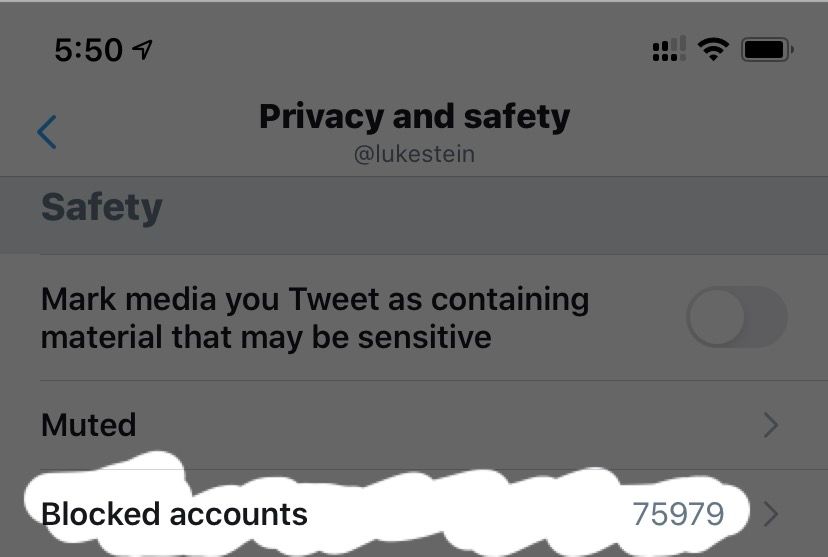 5:50
Privacy and safety
@lukestein
Safety
Mark media you Tweet as containing
material that may be sensitive
Muted
Blocked accounts 75979